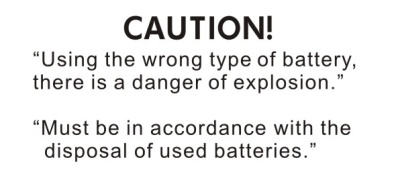 CAUTION!
“Using the wrong type of battery,
there is a danger of explosion.”
“Must be in accordance with the
disposal of used batteries.”